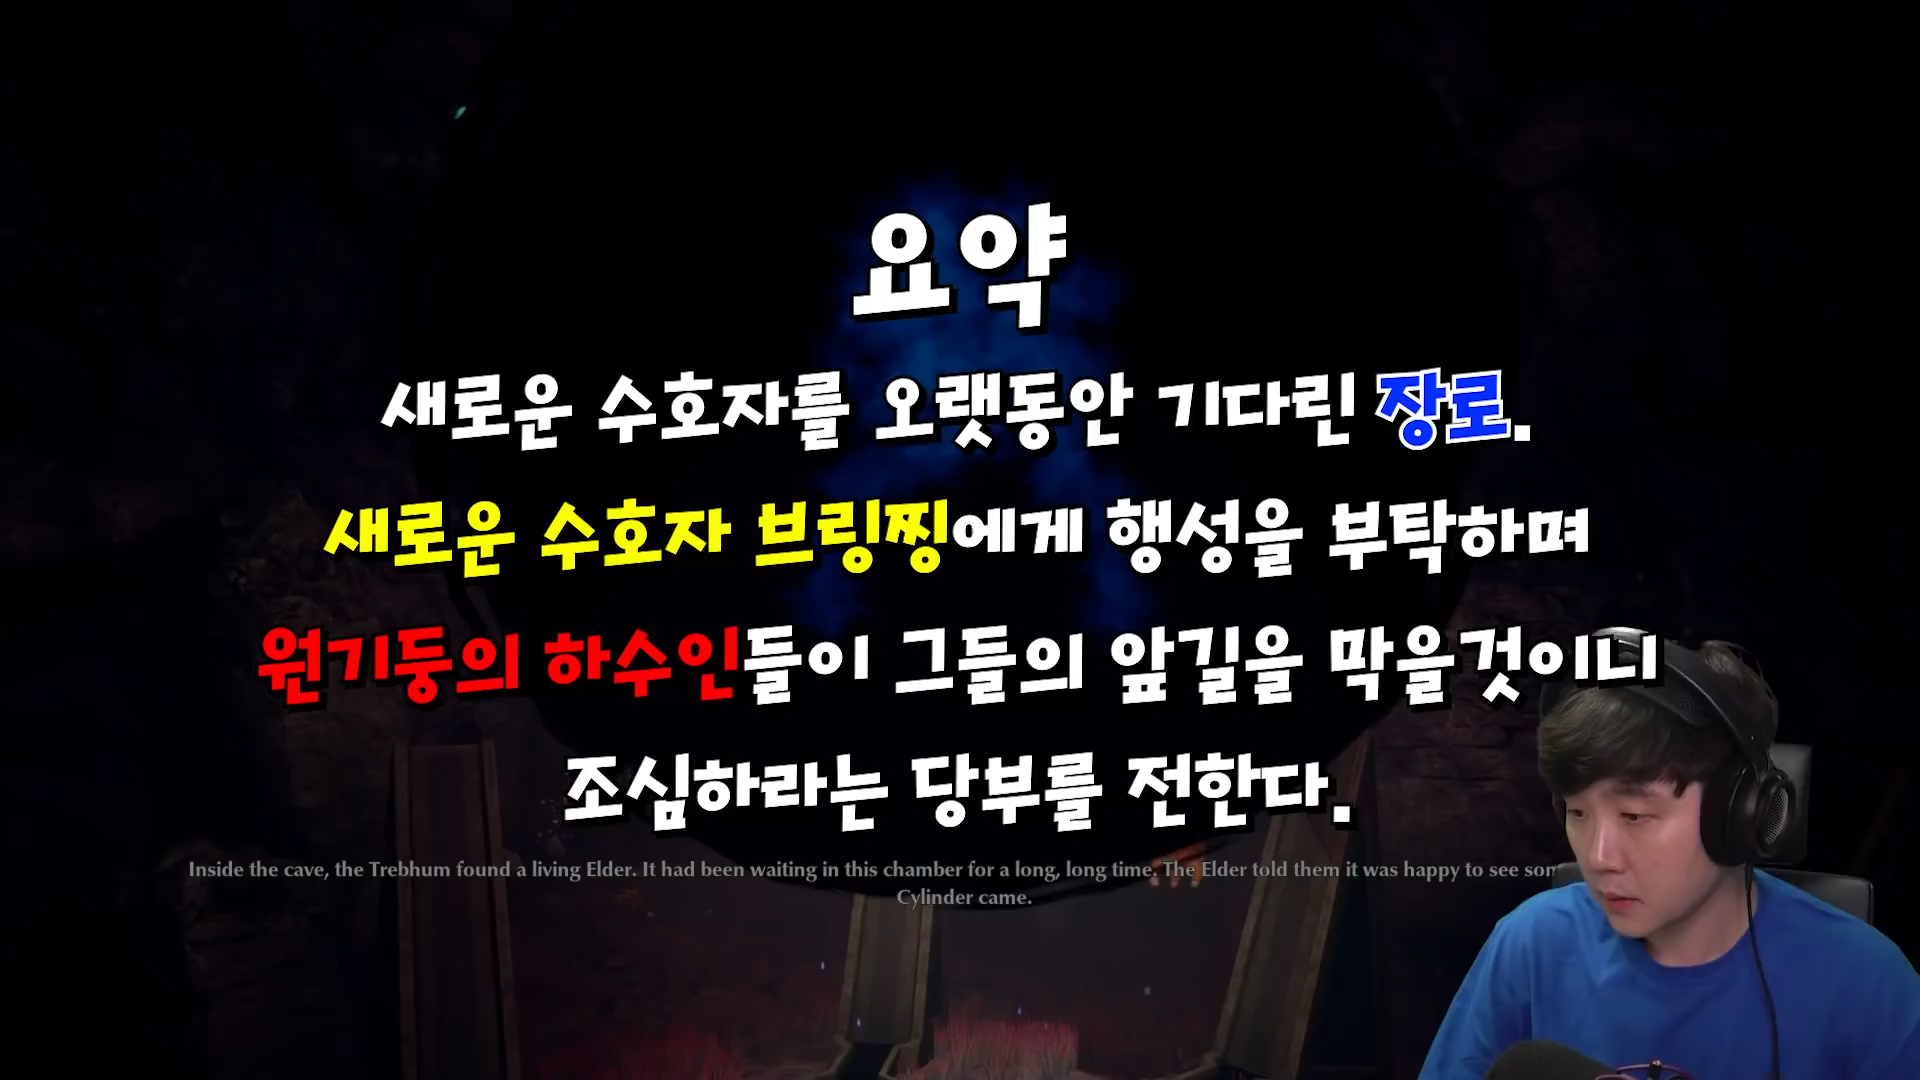 요약
새로운 수호자를 오랫동안 기다린 장로.
새로운 수호자 브링찡에게 행성을 부탁하며
원기둥의 하수인들이 그들의 앞길을 막을것이니
조심하라는 당부를 전한다.
Inside the cave, the Trebhum found a living Elder. It had been waiting in this chamber for a long, long time. The Elder told them it was happy to see
Cylinder came.